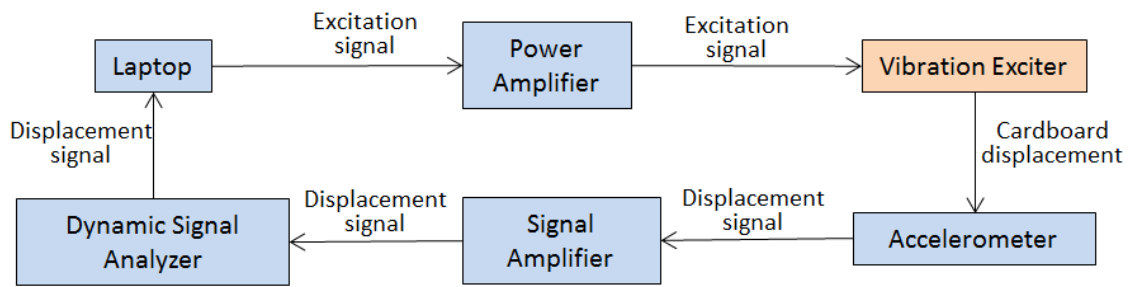 Excitation
signal
Laptop
Power
Amplifier
Excitation
signal
Vibration Exciter
Displacement
signal
Cardboard
displacement
Dynamic Signal
Analyzer
Displacement
signal
Signal
Amplifier
Displacement
signal
Accelerometer